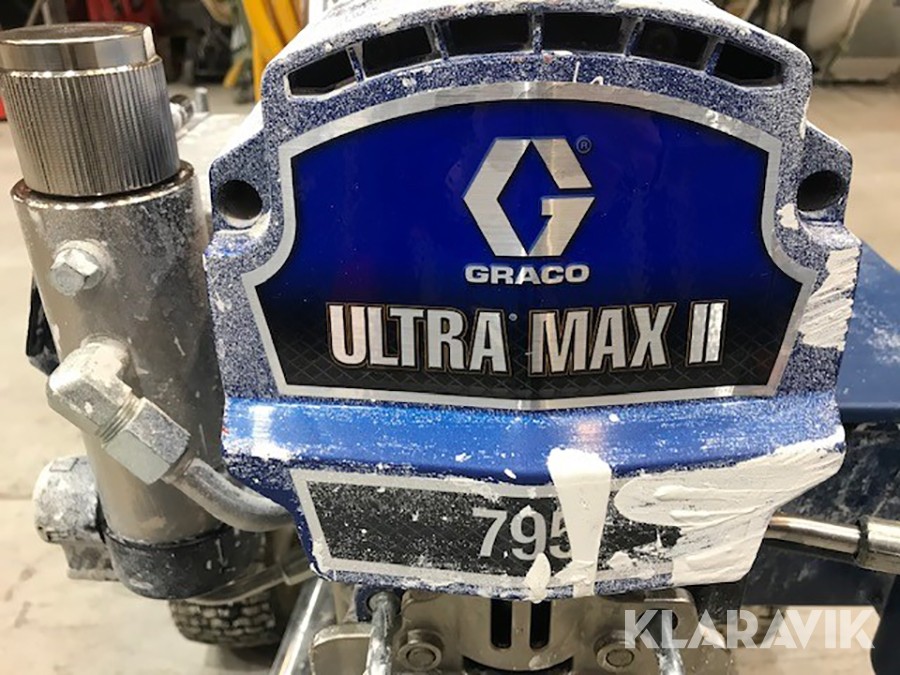 G®
GRACO
ULTRA® MAX II
795
KLARAVIK